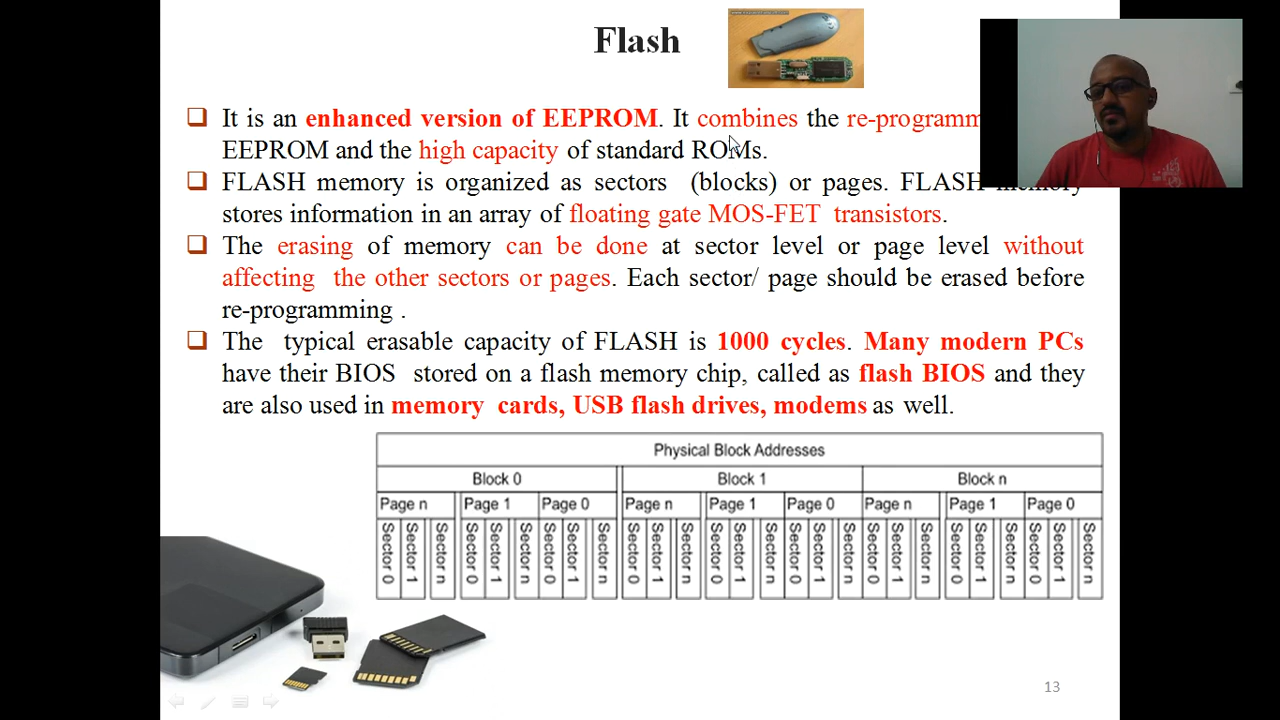 Flash
❑ It is an enhanced version of EEPROM. It combines the re-programm
EEPROM and the high capacity of standard ROMs.
❑ FLASH memory is organized as sectors (blocks) or pages. FLASH memory
stores information in an array of floating gate MOS-FET transistors.
❑ The erasing of memory can be done at sector level or page level without
affecting the other sectors or pages. Each sector/ page should be erased before
re-programming .
❑ The typical erasable capacity of FLASH is 1000 cycles. Many modern PCs
have their BIOS stored on a flash memory chip, called as flash BIOS and they
are also used in memory cards, USB flash drives, modems as well.
Physical Block Addresses
Block 0 Block 1 Block n
Page n Page 1 Page 0 Page n Page 1 Page 0 Page n Page 1 Page 0
Sector 0 Sector 1 Sector n Sector 0 Sector 1 Sector n Sector 0 Sector 1 Sector n Sector 0 Sector 1 Sector n Sector 0 Sector 1 Sector n Sector 0 Sector 1 Sector n Sector 0 Sector 1 Sector n Sector 0 Sector 1 Sector n Sector 0 Sector 1 Sector n
13